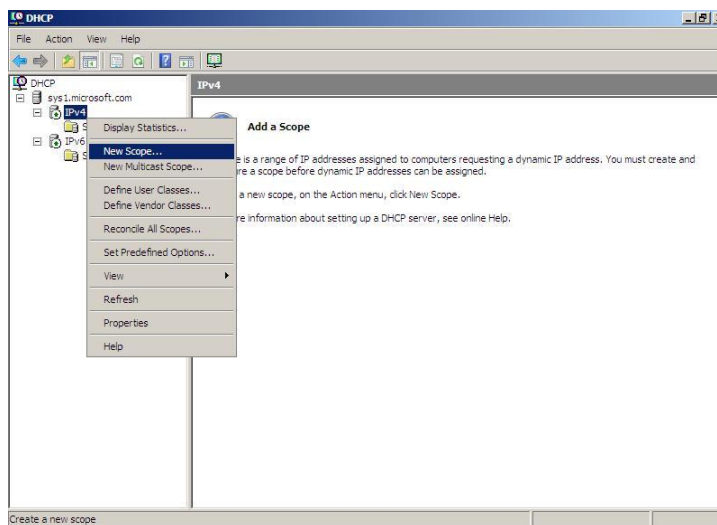 DHCP
File Action View Help
DHCP
sys1.microsoft.com
IPv4
S
IPv6
S
Display Statistics...
New Scope...
New Multicast Scope...
Define User Classes...
Define Vendor Classes...
Reconcile All Scopes...
Set Predefined Options...
View
Refresh
Properties
Help
IPv4
Add a Scope
e is a range of IP addresses assigned to computers requesting a dynamic IP address. You must create and
re a scope before dynamic IP addresses can be assigned.
a new scope, on the Action menu, click New Scope.
re information about setting up a DHCP server, see online Help.
Create a new scope